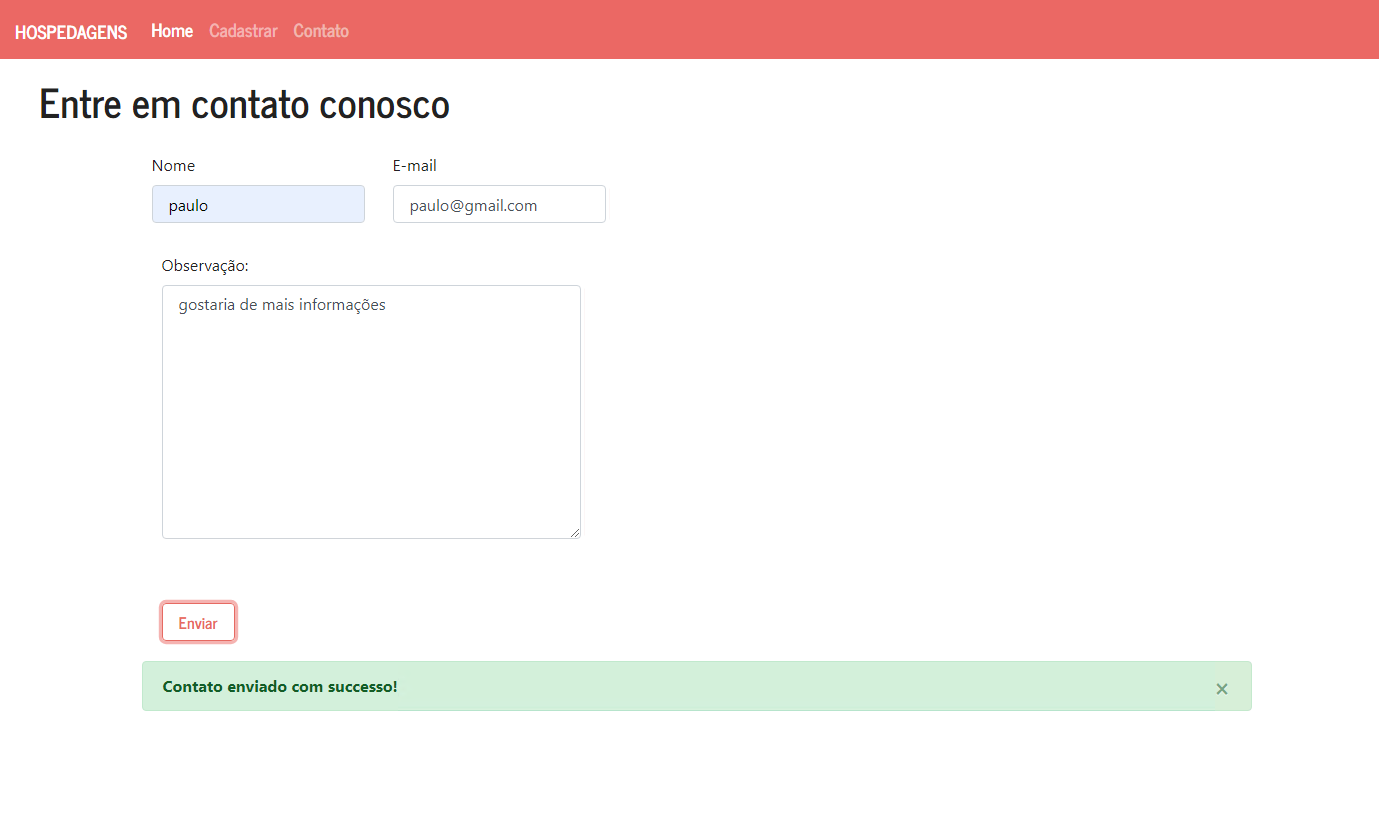 HOSPEDAGENS Home Cadastrar Contato
Entre em contato conosco
Nome E-mail
paulo paulo@gmail.com
Observação:
gostaria de mais informações
Enviar
Contato enviado com successo! ×